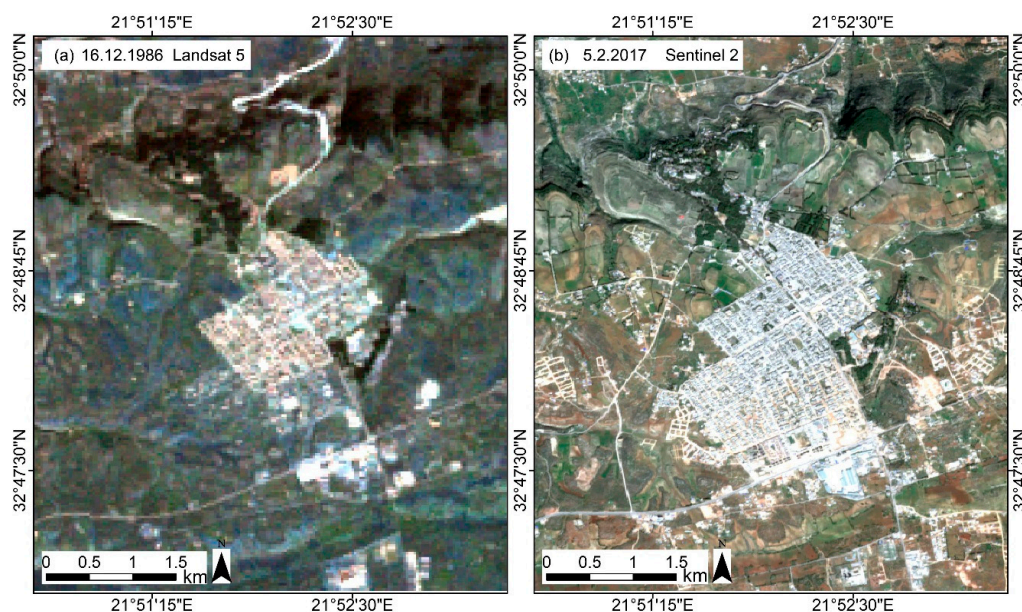 21°51'15"E 21°52'30"E 21°51'15"E 21°52'30"E
(a) 16.12.1986 Landsat 5
(b) 5.2.2017 Sentinel 2
32°50'0"N 32°50'0"N 32°50'0"N
32°48'45"N 32°48'45"N 32°48'45"N
32°47'30"N 32°47'30"N 32°47'30"N
0 0.5 1 1.5 km N
0 0.5 1 1.5 km N
21°51'15"E 21°52'30"E 21°51'15"E 21°52'30"E